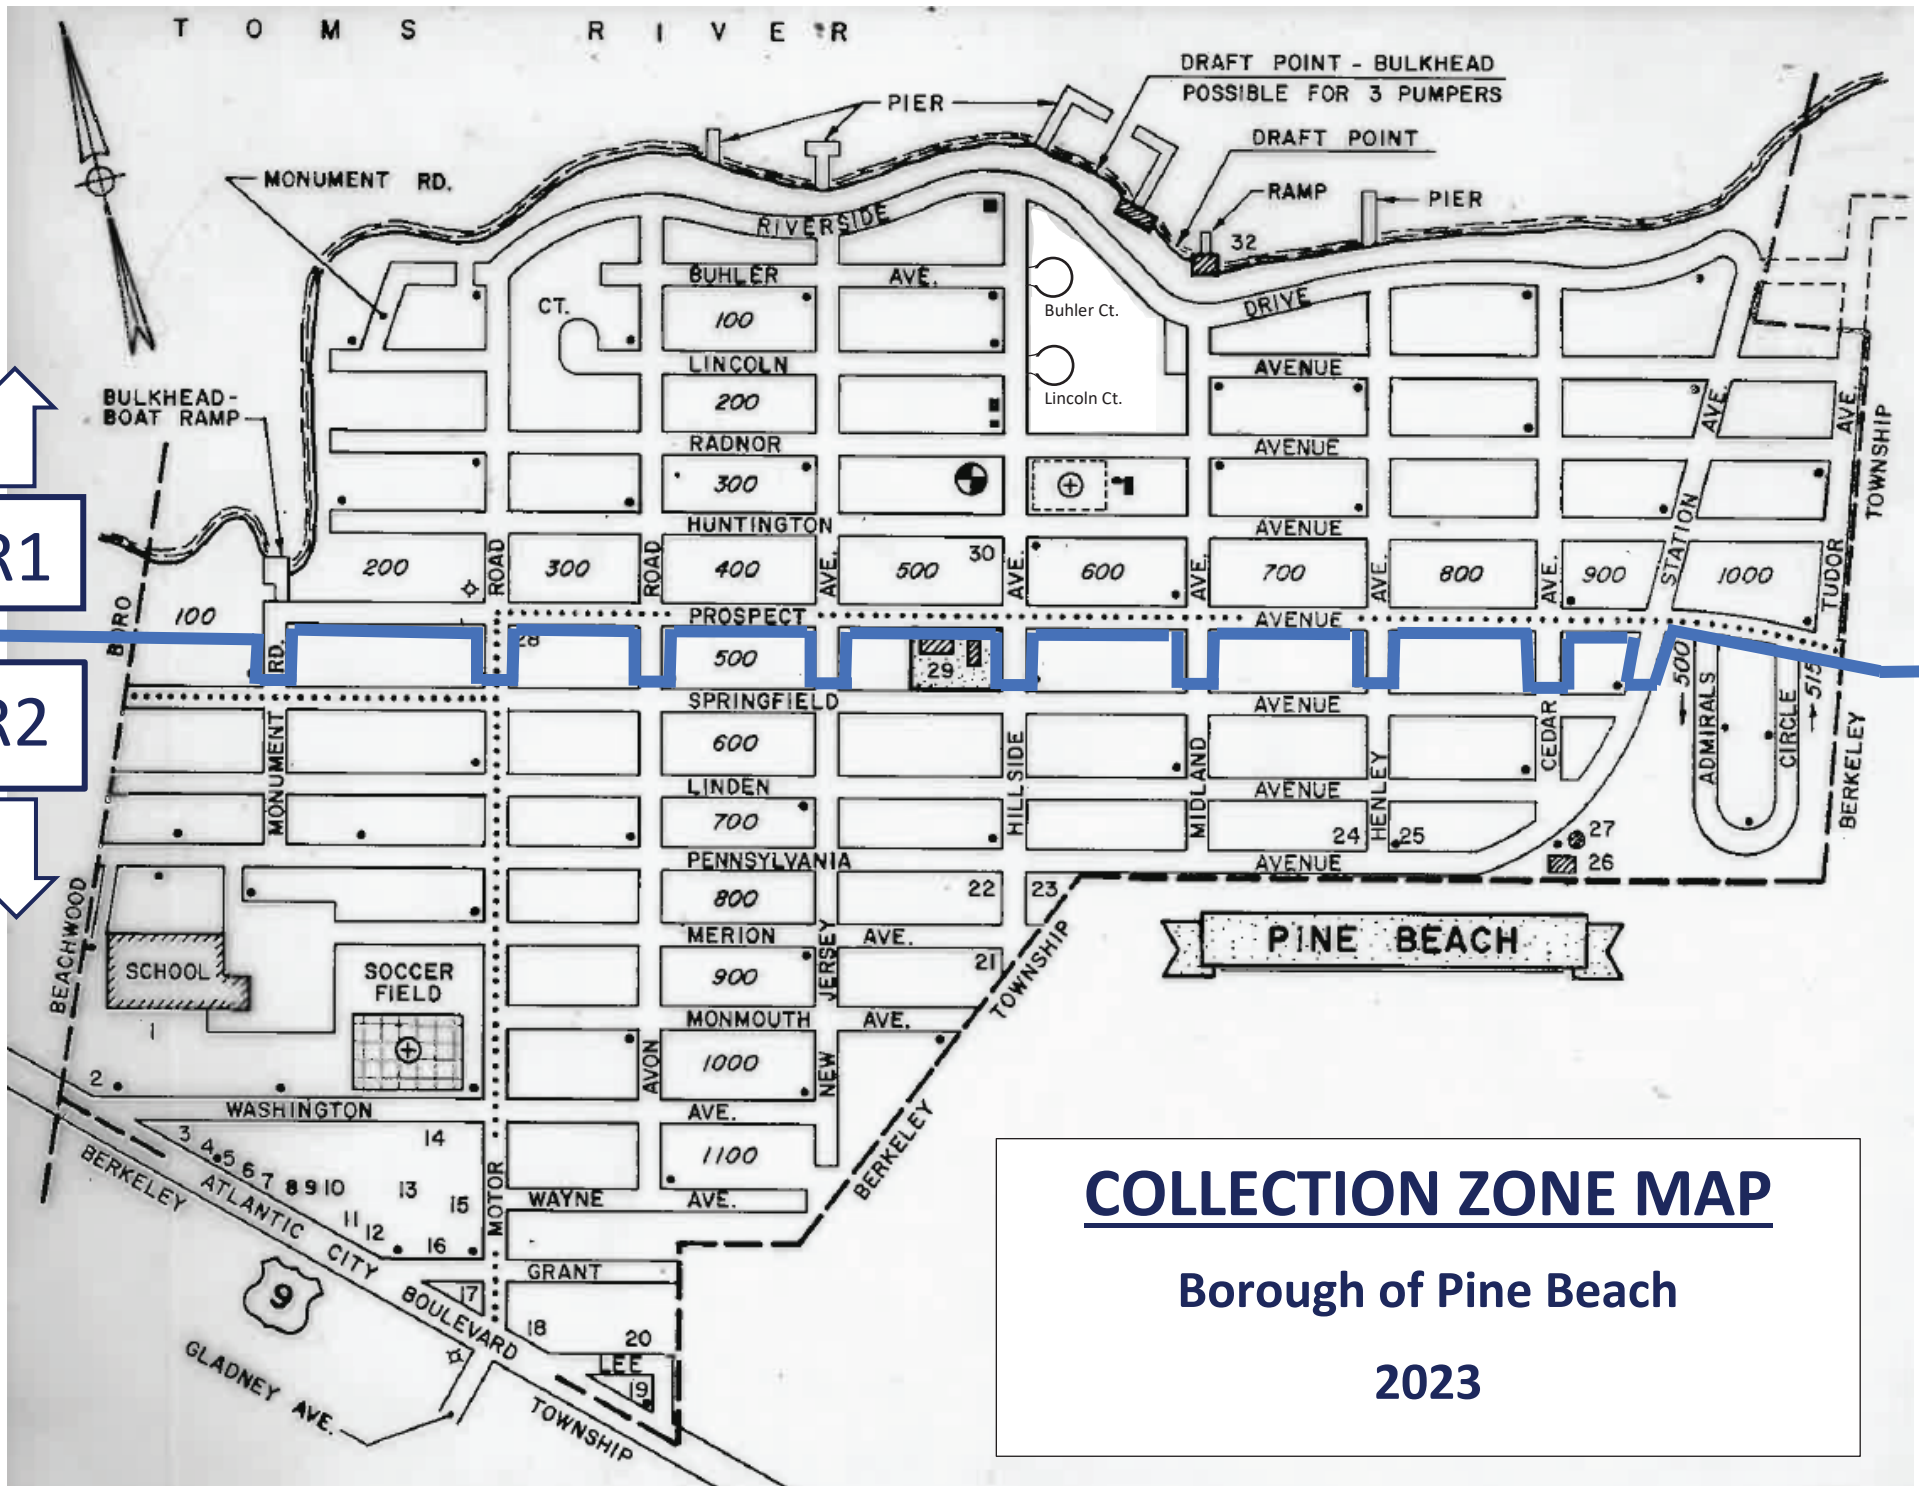 TOMS RIVER
DRAFT POINT - BULKHEAD
POSSIBLE FOR 3 PUMPERS
PIER
DRAFT POINT
MONUMENT RD.
RAMP
PIER
32
RIVERSIDE
DRIVE
BUHLER AVE.
CT.
100
Buhler Ct.
LINCOLN AVENUE
BULKHEAD-
BOAT RAMP
200
Lincoln Ct.
AVE.
AVE
RADNOR AVENUE
300
TOWNSHIP
HUNTINGTON AVENUE
R1
30
200
ROAD
300
ROAD
400
AVE.
500
AVE.
600
AVE.
700
AVE.
800
AVE.
900
STATION
1000
TUDOR
100
BORO
PROSPECT AVENUE
28
RD.
500
29
500
515
R2
SPRINGFIELD AVENUE
MONUMENT
600
HILLSIDE
MIDLAND
HENLEY
CEDAR
ADMIRALS
CIRCLE
BERKELEY
LINDEN AVENUE
700
24
25
27
26
PENNSYLVANIA AVENUE
800
22
23
BEACHWOOD
MERION AVE.
PINE BEACH
SCHOOL
SOCCER
FIELD
900
NEW JERSEY
21
TOWNSHIP
1
MONMOUTH AVE.
AVON
1000
2
WASHINGTON AVE.
BERKELEY
3
4
5
6
7
8
9
10
11
12
13
14
15
16
1100
BERKELEY
ATLANTIC CITY BOULEVARD
MOTOR
WAYNE AVE.
GRANT
9
17
18
20
LEE
19
GLADNEY AVE.
TOWNSHIP
COLLECTION ZONE MAP
Borough of Pine Beach
2023